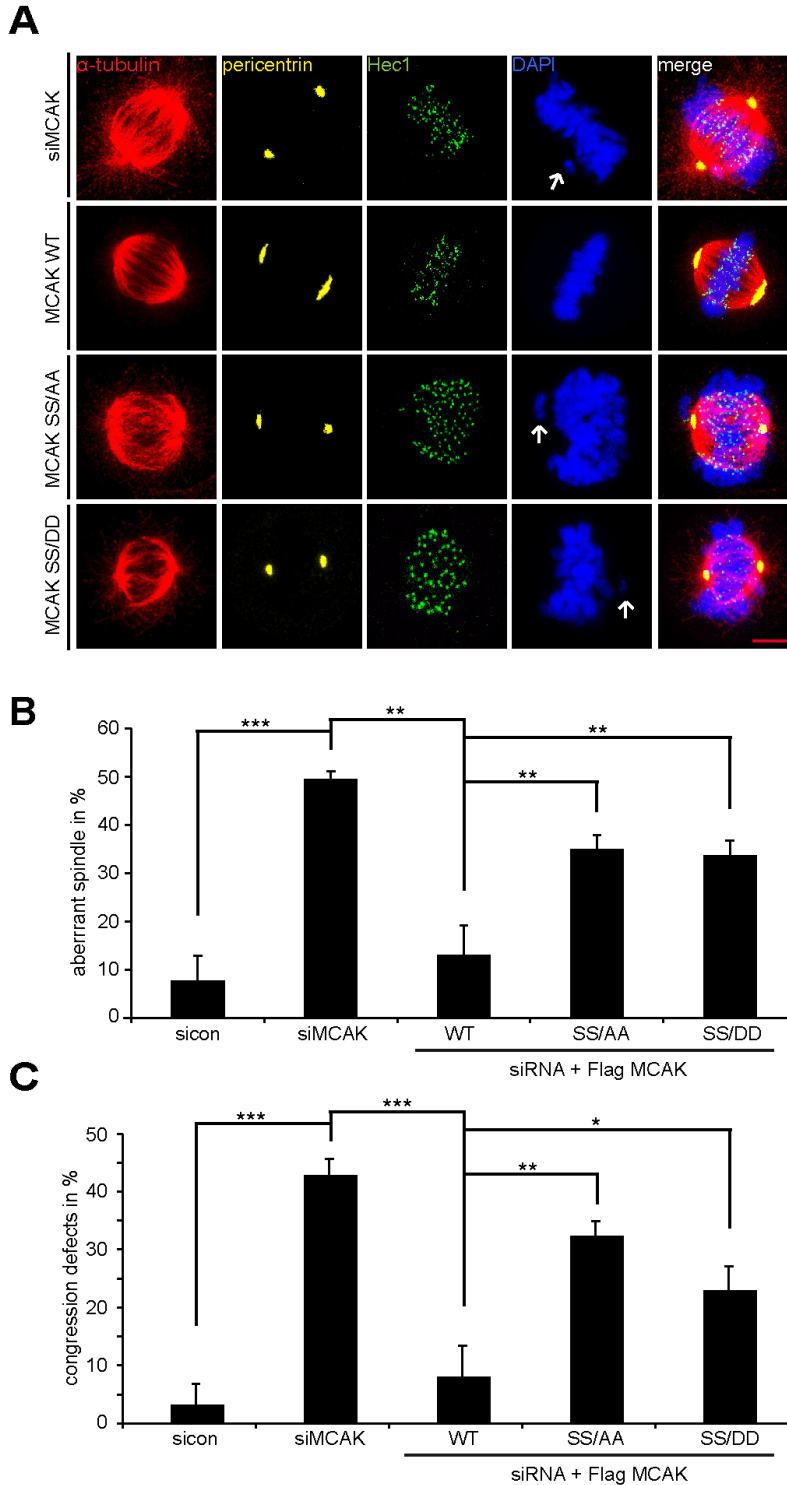 A
α-tubulin pericentrin Hec1 DAPI merge
siMCAK
MCAK WT
MCAK SS/AA
MCAK SS/DD
B
aberrrant spindle in %
60
50
40
30
20
10
0
*** ** ** **
sicon siMCAK WT SS/AA SS/DD
siRNA + Flag MCAK
C
congression defects in %
50
40
30
20
10
0
*** *** * **
sicon siMCAK WT SS/AA SS/DD
siRNA + Flag MCAK